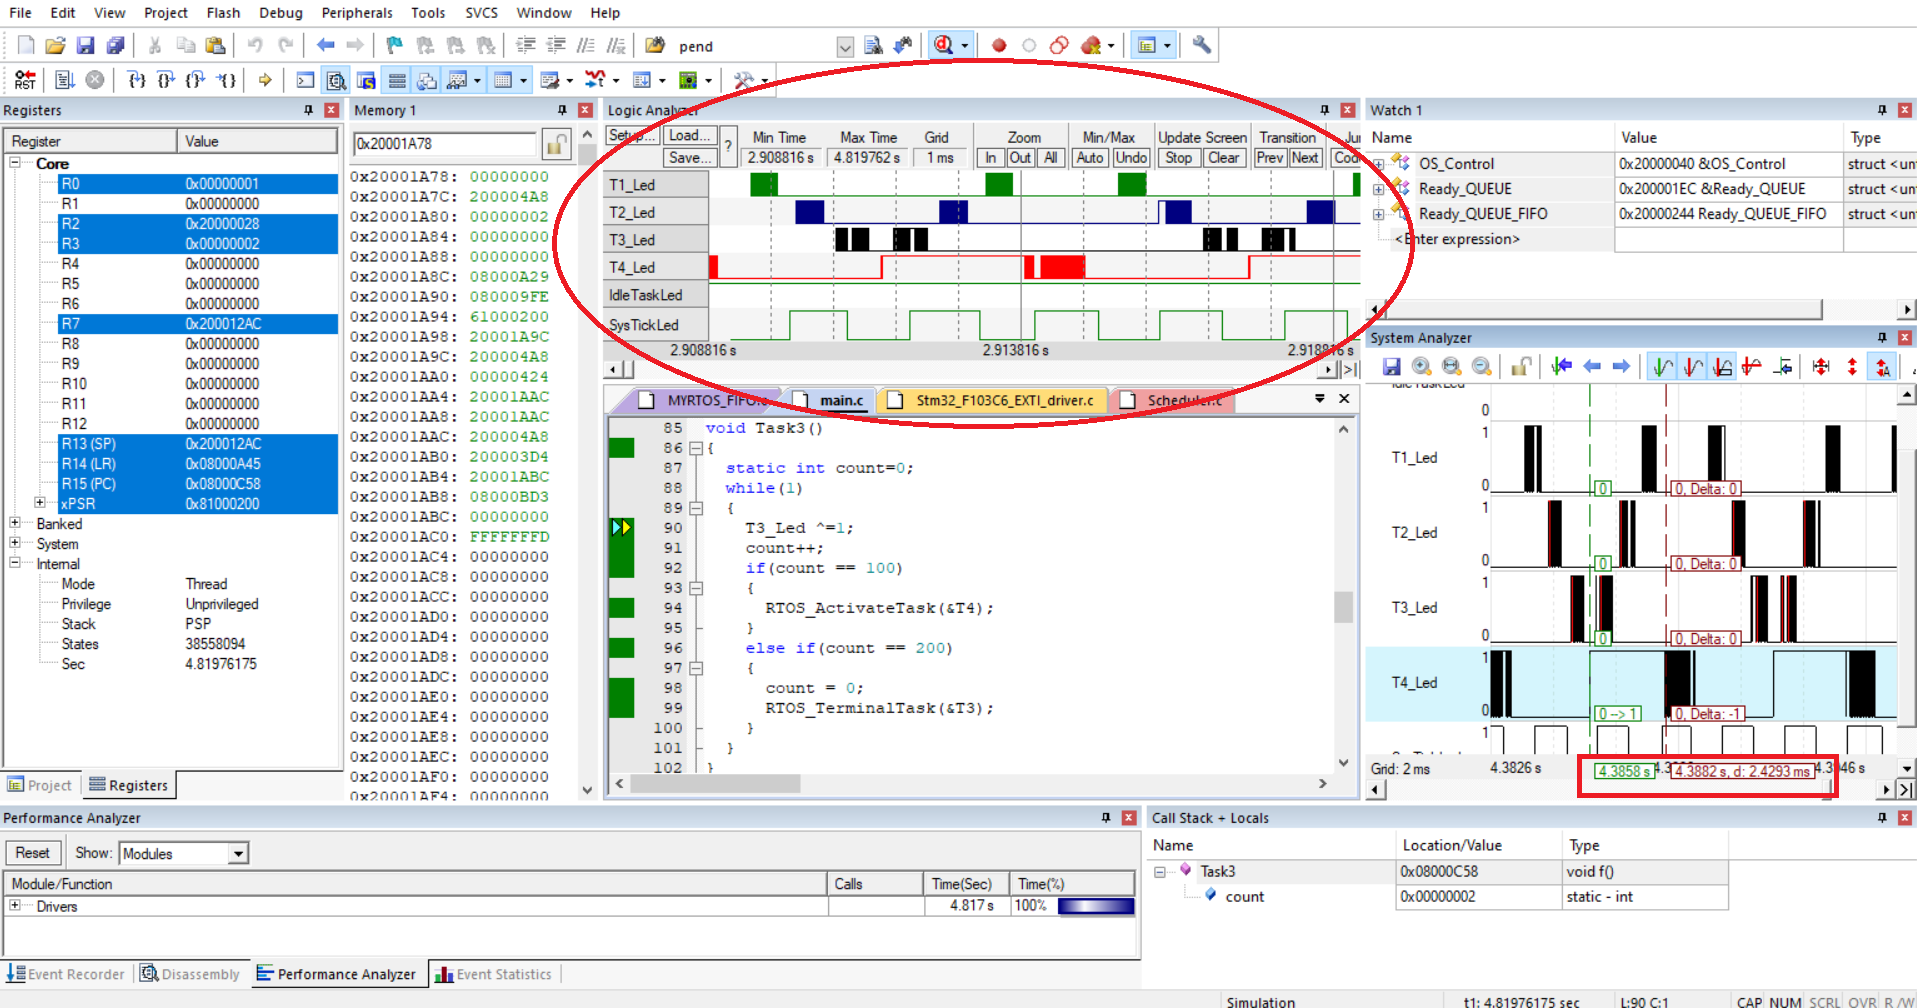 File Edit View Project Flash Debug Peripherals Tools SVCS Window Help
pend
RST
Registers
Register Value
Core
R0 0x00000001
R1 0x00000000
R2 0x20000028
R3 0x00000002
R4 0x00000000
R5 0x00000000
R6 0x00000000
R7 0x200012AC
R8 0x00000000
R9 0x00000000
R10 0x00000000
R11 0x00000000
R12 0x00000000
R13 (SP) 0x200012AC
R14 (LR) 0x08000A45
R15 (PC) 0x08000C58
xPSR 0x81000200
Banked
System
Internal
Mode Thread
Privilege Unprivileged
Stack PSP
States 38558094
Sec 4.81976175
Project Registers
Memory 1
0x20001A78
0x20001A78: 00000000
0x20001A7C: 200004A8
0x20001A80: 00000002
0x20001A84: 00000000
0x20001A88: 00000000
0x20001A8C: 08000A29
0x20001A90: 080009FE
0x20001A94: 61000200
0x20001A98: 20001A9C
0x20001A9C: 200004A8
0x20001AA0: 00000424
0x20001AA4: 20001AAC
0x20001AA8: 20001AAC
0x20001AAC: 200004A8
0x20001AB0: 200003D4
0x20001AB4: 20001ABC
0x20001AB8: 08000BD3
0x20001ABC: 00000000
0x20001AC0: FFFFFFFD
0x20001AC4: 00000000
0x20001AC8: 00000000
0x20001ACC: 00000000
0x20001AD0: 00000000
0x20001AD4: 00000000
0x20001AD8: 00000000
0x20001ADC: 00000000
0x20001AE0: 00000000
0x20001AE4: 00000000
0x20001AE8: 00000000
0x20001AEC: 00000000
0x20001AF0: 00000000
0x20001AF4: 00000000
Logic Analyzer
Setup... Load... Min Time Max Time Grid Zoom Min/Max Update Screen Transition
Save... ? 2.908816 s 4.819762 s 1 ms In Out All Auto Undo Stop Clear Prev Next
T1_Led
T2_Led
T3_Led
T4_Led
IdleTaskLed
SysTickLed
2.908816 s 2.913816 s 2.918816 s
main.c Stm32_F103C6_EXTI_driver.c Scheduler.c
85 void Task3()
86 {
87 static int count=0;
88 while(1)
89 {
90 T3_Led ^=1;
91 count++;
92 if(count == 100)
93 {
94 RTOS_ActivateTask(&T4);
95 }
96 else if(count == 200)
97 {
98 count = 0;
99 RTOS_TerminalTask(&T3);
100 }
101 }
102 }
Watch 1
Name Value Type
OS_Control 0x20000040 &OS_Control struct <un
Ready_QUEUE 0x200001EC &Ready_QUEUE struct <un
Ready_QUEUE_FIFO 0x20000244 Ready_QUEUE_FIFO struct <un
<Enter expression>
System Analyzer
0
1
T1_Led
0 0 0, Delta: 0
1
T2_Led
0 0 0, Delta: 0
1
T3_Led
0 0 0, Delta: 0
1
T4_Led
0 0 --> 1 0, Delta: -1
1
Grid: 2 ms 4.3826 s 4.3858 s 4.3882 s, d: 2.4293 ms
Performance Analyzer
Reset Show: Modules
Module/Function Calls Time(Sec) Time(%)
Drivers 4.817 s 100%
Event Recorder Disassembly Performance Analyzer Event Statistics
Call Stack + Locals
Name Location/Value Type
Task3 0x08000C58 void f()
count 0x00000002 static - int
Simulation t1: 4.81976175 sec L:90 C:1 CAP NUM SCRL OVR R /W